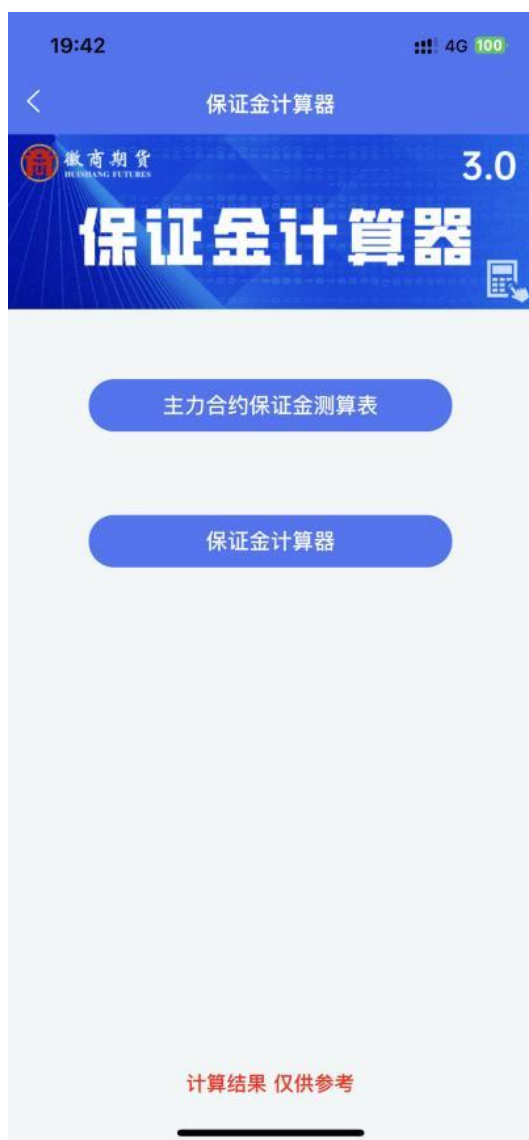 19:42
4G 100
保证金计算器
徽商期货
HUISHANG FUTURES
3.0
保证金计算器
主力合约保证金测算表
保证金计算器
计算结果 仅供参考